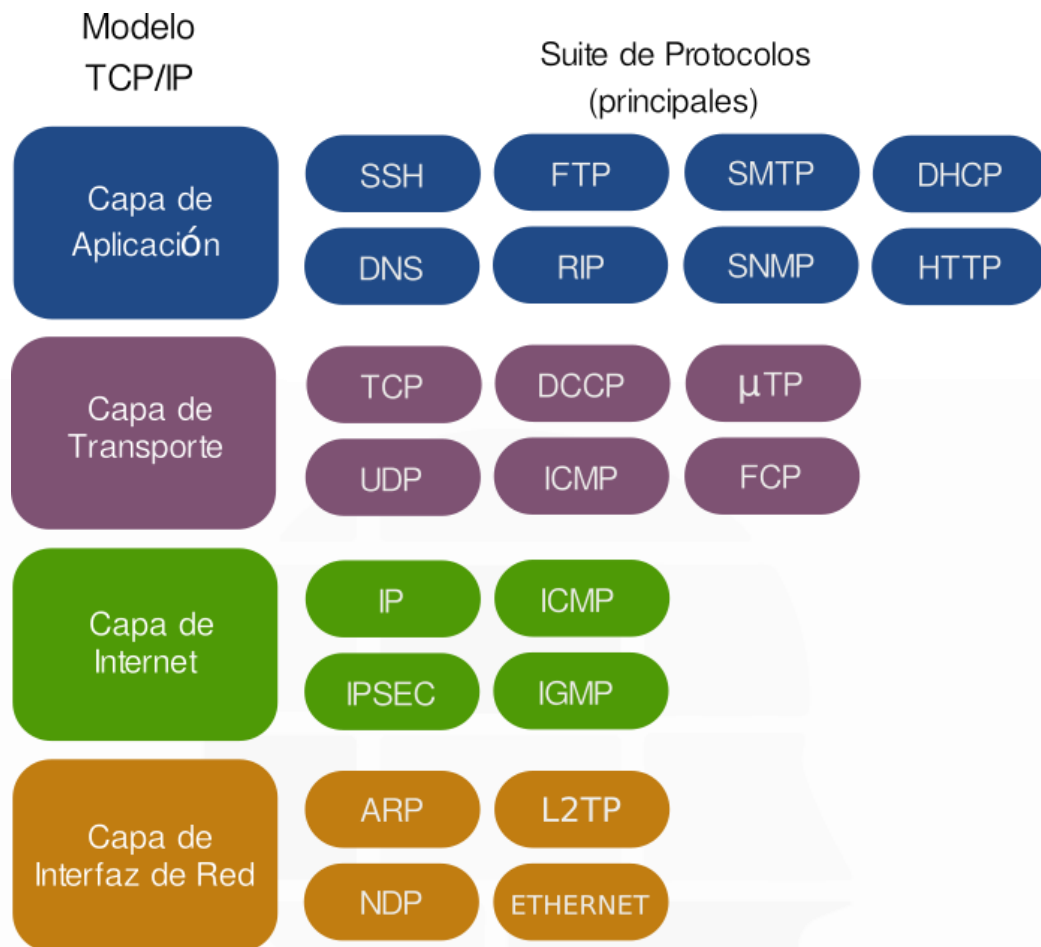 Modelo
TCP/IP
Suite de Protocolos
(principales)
Capa de
Aplicación
SSH
FTP
SMTP
DHCP
DNS
RIP
SNMP
HTTP
Capa de
Transporte
TCP
DCCP
µTP
UDP
ICMP
FCP
Capa de
Internet
IP
ICMP
IPSEC
IGMP
Capa de
Interfaz de Red
ARP
L2TP
NDP
ETHERNET